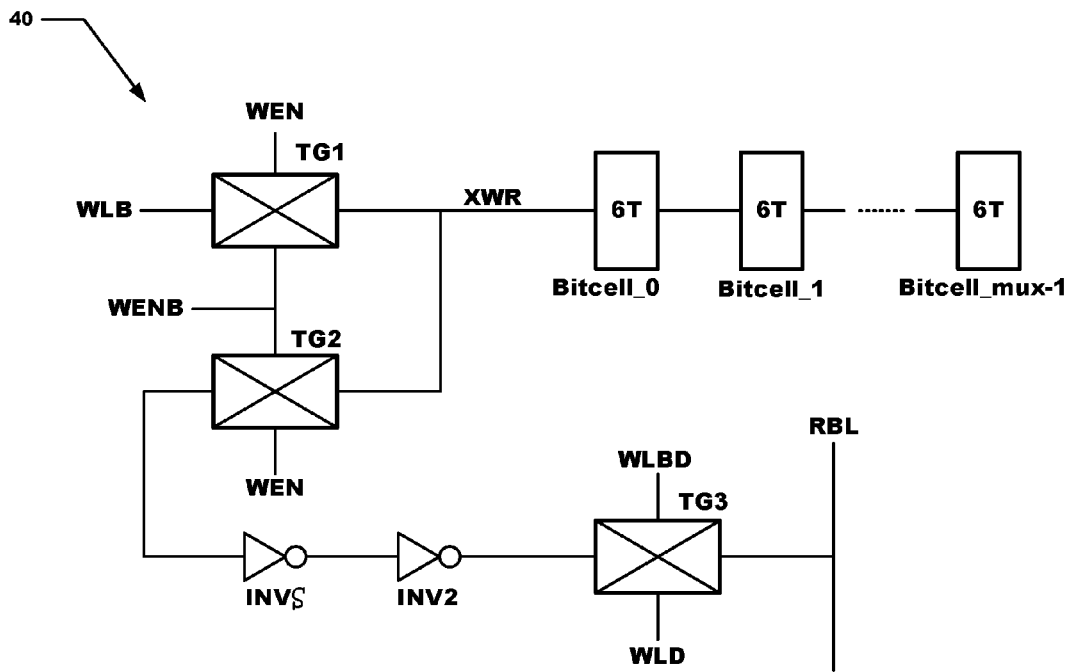 40
WEN
TG1
WLB
XWR
6T
6T
6T
Bitcell_0
Bitcell_1
Bitcell_mux-1
WENB
TG2
WEN
RBL
WLBD
TG3
INVS
INV2
WLD